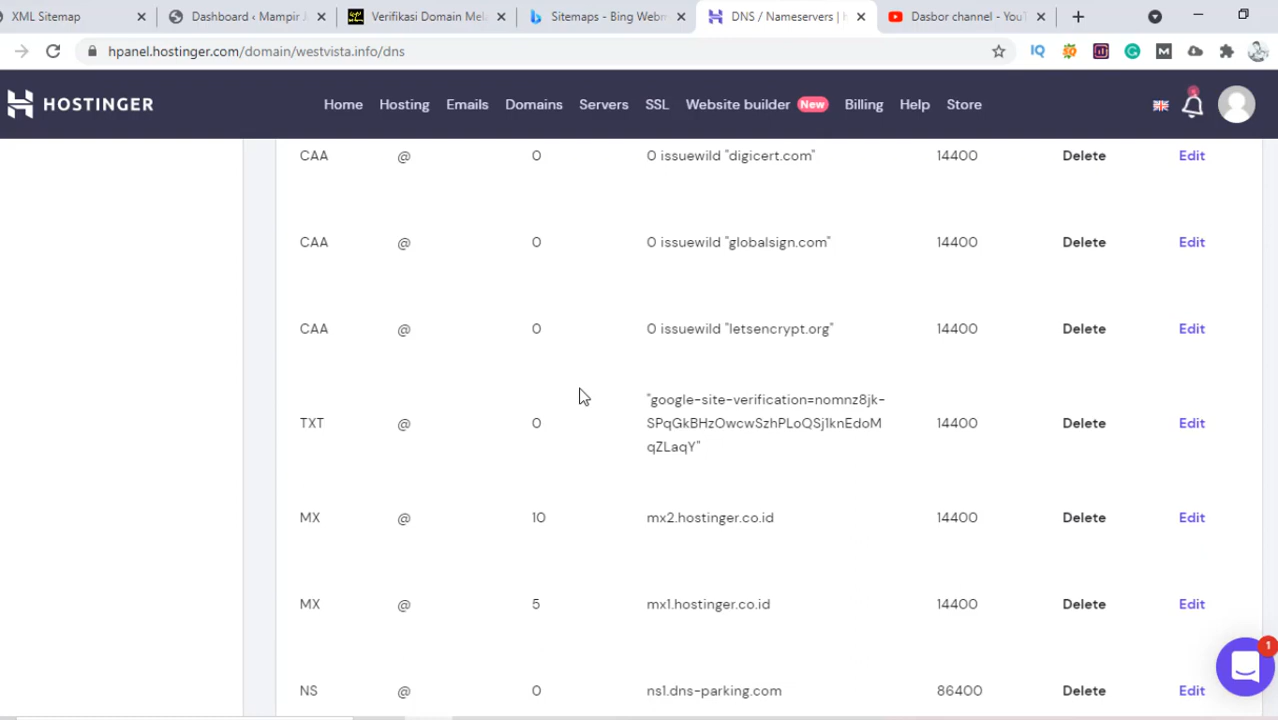 XML Sitemap
Dashboard ‹ Mampir J
Verifikasi Domain Mela
Sitemaps - Bing Webm
DNS / Nameservers | h
Dasbor channel - YouT
hpanel.hostinger.com/domain/westvista.info/dns
HOSTINGER
Home Hosting Emails Domains Servers SSL Website builder New Billing Help Store
CAA @ 0 0 issuewild "digicert.com" 14400 Delete Edit
CAA @ 0 0 issuewild "globalsign.com" 14400 Delete Edit
CAA @ 0 0 issuewild "letsencrypt.org" 14400 Delete Edit
"google-site-verification=nomnz8jk-
TXT @ 0 SPqGkBHzOwcwSzhPLoQSj1knEdoM 14400 Delete Edit
qZLaqY"
MX @ 10 mx2.hostinger.co.id 14400 Delete Edit
MX @ 5 mx1.hostinger.co.id 14400 Delete Edit
1
NS @ 0 ns1.dns-parking.com 86400 Delete Edit